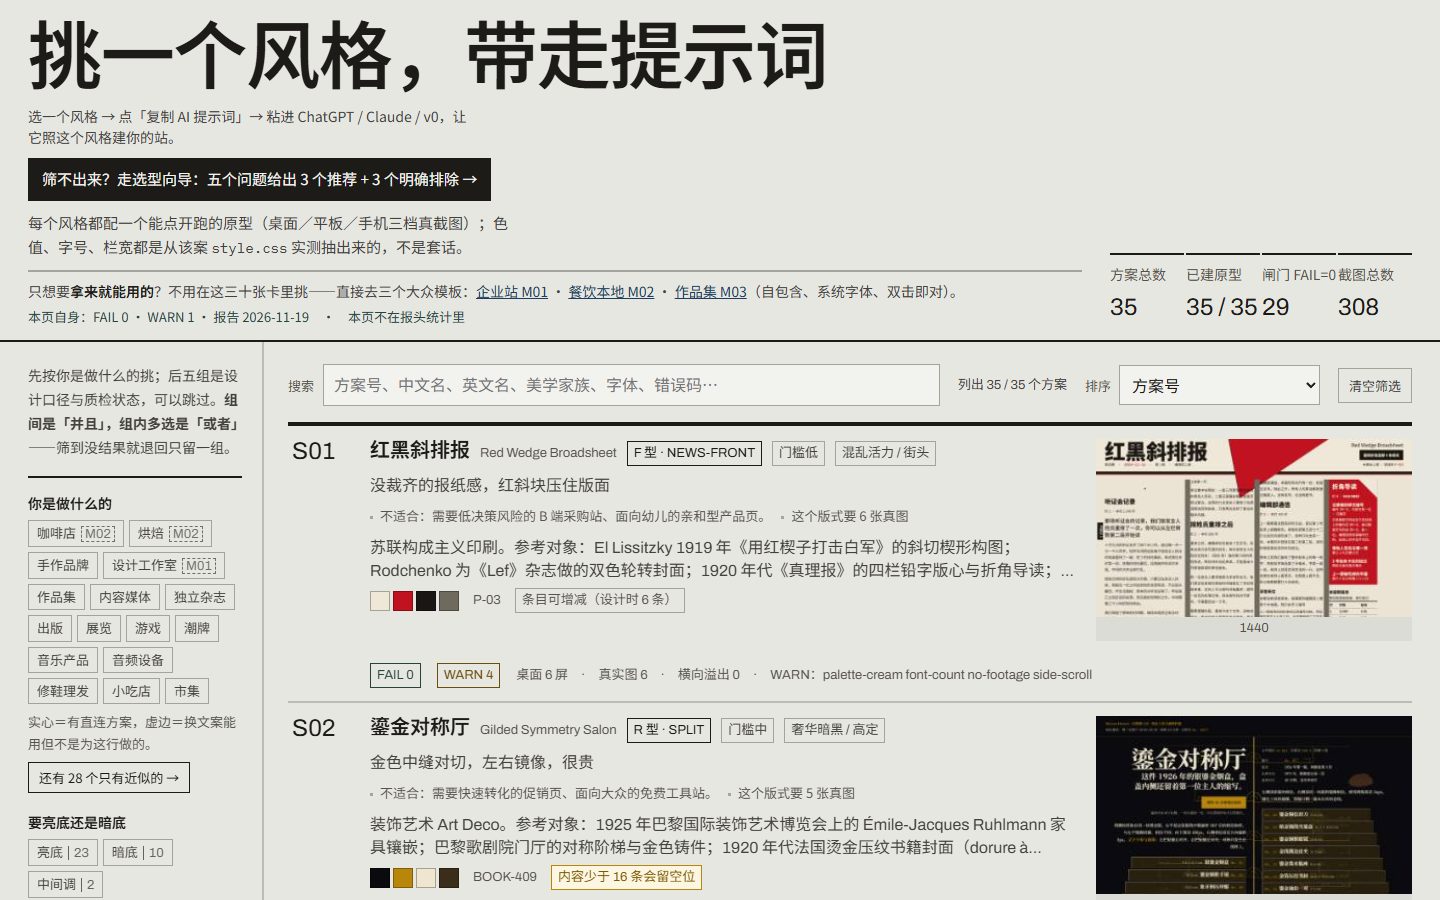 挑一个风格，带走提示词
选一个风格 → 点「复制 AI 提示词」→ 粘进 ChatGPT / Claude / v0，让
它照这个风格建你的站。
筛不出来？走选型向导：五个问题给出 3 个推荐 + 3 个明确排除 →
每个风格都配一个能点开跑的原型（桌面／平板／手机三档真截图）；色
值、字号、栏宽都是从该案 style.css 实测抽出来的，不是套话。
只想要拿来就能用的？不用在这三十张卡里挑——直接去三个大众模板：企业站 M01 · 餐饮本地 M02 · 作品集 M03（自包含、系统字体、双击即对）。
本页自身：FAIL 0 · WARN 1 · 报告 2026-11-19 · 本页不在报头统计里
方案总数 已建原型 闸门 FAIL=0 截图总数
35 35 / 35 29 308
先按你是做什么的挑；后五组是设
计口径与质检状态，可以跳过。组
间是「并且」，组内多选是「或者」
——筛到没结果就退回只留一组。
你是做什么的
咖啡店 M02 烘焙 M02
手作品牌 设计工作室 M01
作品集 内容媒体 独立杂志
出版 展览 游戏 潮牌
音乐产品 音频设备
修鞋理发 小吃店 市集
实心＝有直连方案，虚边＝换文案能
用但不是为这行做的。
还有 28 个只有近似的 →
要亮底还是暗底
亮底 | 23 暗底 | 10
中间调 | 2
搜索 方案号、中文名、英文名、美学家族、字体、错误码… 列出 35 / 35 个方案 排序 方案号 清空筛选
S01 红黑斜排报 Red Wedge Broadsheet F 型 · NEWS-FRONT 门槛低 混乱活力 / 街头
没裁齐的报纸感，红斜块压住版面
不适合：需要低决策风险的 B 端采购站、面向幼儿的亲和型产品页。 这个版式要 6 张真图
苏联构成主义印刷。参考对象：El Lissitzky 1919 年《用红楔子打击白军》的斜切楔形构图；
Rodchenko 为《Lef》杂志做的双色轮转封面；1920 年代《真理报》的四栏铅字版心与折角导读；…
P-03 条目可增减（设计时 6 条）
FAIL 0 WARN 4 桌面 6 屏 · 真实图 6 · 横向溢出 0 · WARN：palette-cream font-count no-footage side-scroll
红黑斜排报
Red Wedge Broadsheet
听证会记录
折角导读
1440
S02 鎏金对称厅 Gilded Symmetry Salon R 型 · SPLIT 门槛中 奢华暗黑 / 高定
金色中缝对切，左右镜像，很贵
不适合：需要快速转化的促销页、面向大众的免费工具站。 这个版式要 5 张真图
装饰艺术 Art Deco。参考对象：1925 年巴黎国际装饰艺术博览会上的 Émile-Jacques Ruhlmann 家
具镶嵌；巴黎歌剧院门厅的对称阶梯与金色铸件；1920 年代法国烫金压纹书籍封面（dorure à…
BOOK-409 内容少于 16 条会留空位
鎏金对称厅
这件 1926 年的银鎏金烟盒，盒
盖内侧还留着第一位主人的缩写。